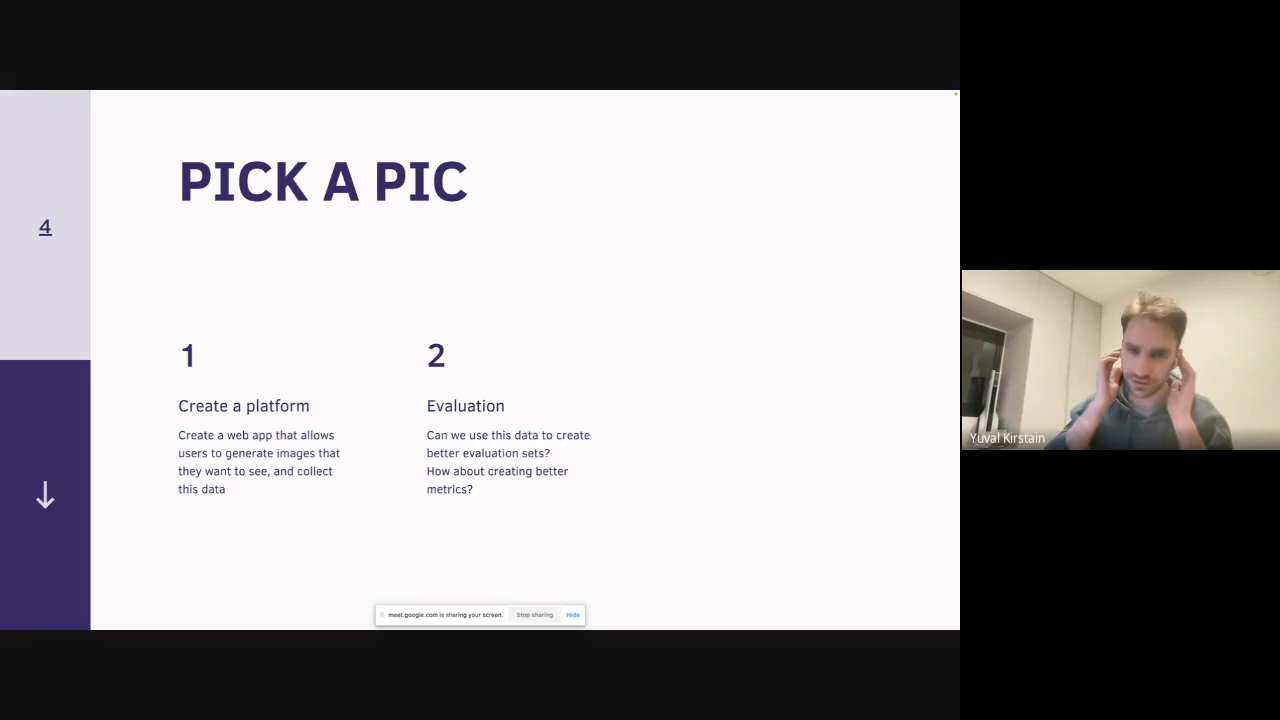 PICK A PIC
4
1
Create a platform
Create a web app that allows
users to generate images that
they want to see, and collect
this data
2
Evaluation
Can we use this data to create
better evaluation sets?
How about creating better
metrics?
meet.google.com is sharing your screen. Stop sharing Hide
Yuval Kirstain